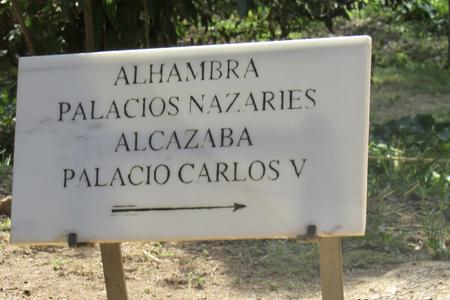 ALHAMBRA
PALACIOS NAZARIES
ALCAZABA
PALACIO CARLOS V